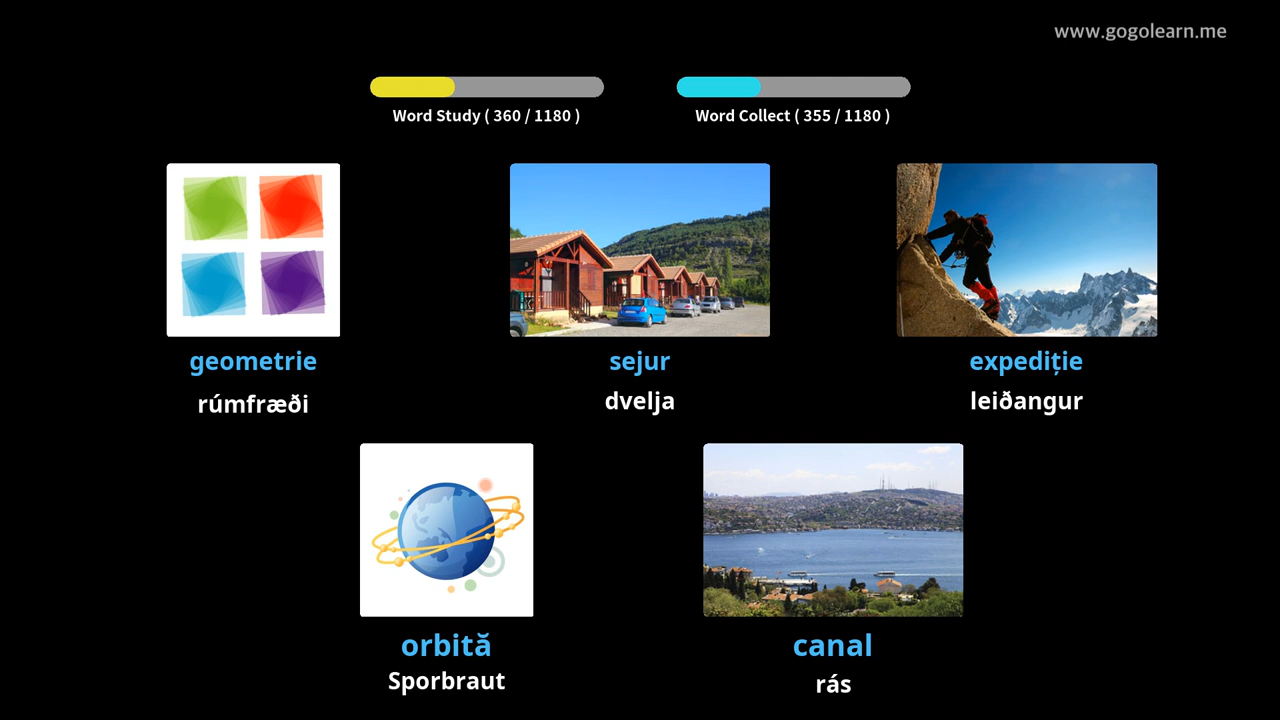 www.gogolearn.me
Word Study ( 360 / 1180 )
Word Collect ( 355 / 1180 )
geometrie
rúmfræði
sejur
dvelja
expediție
leiðangur
orbită
Sporbraut
canal
rás